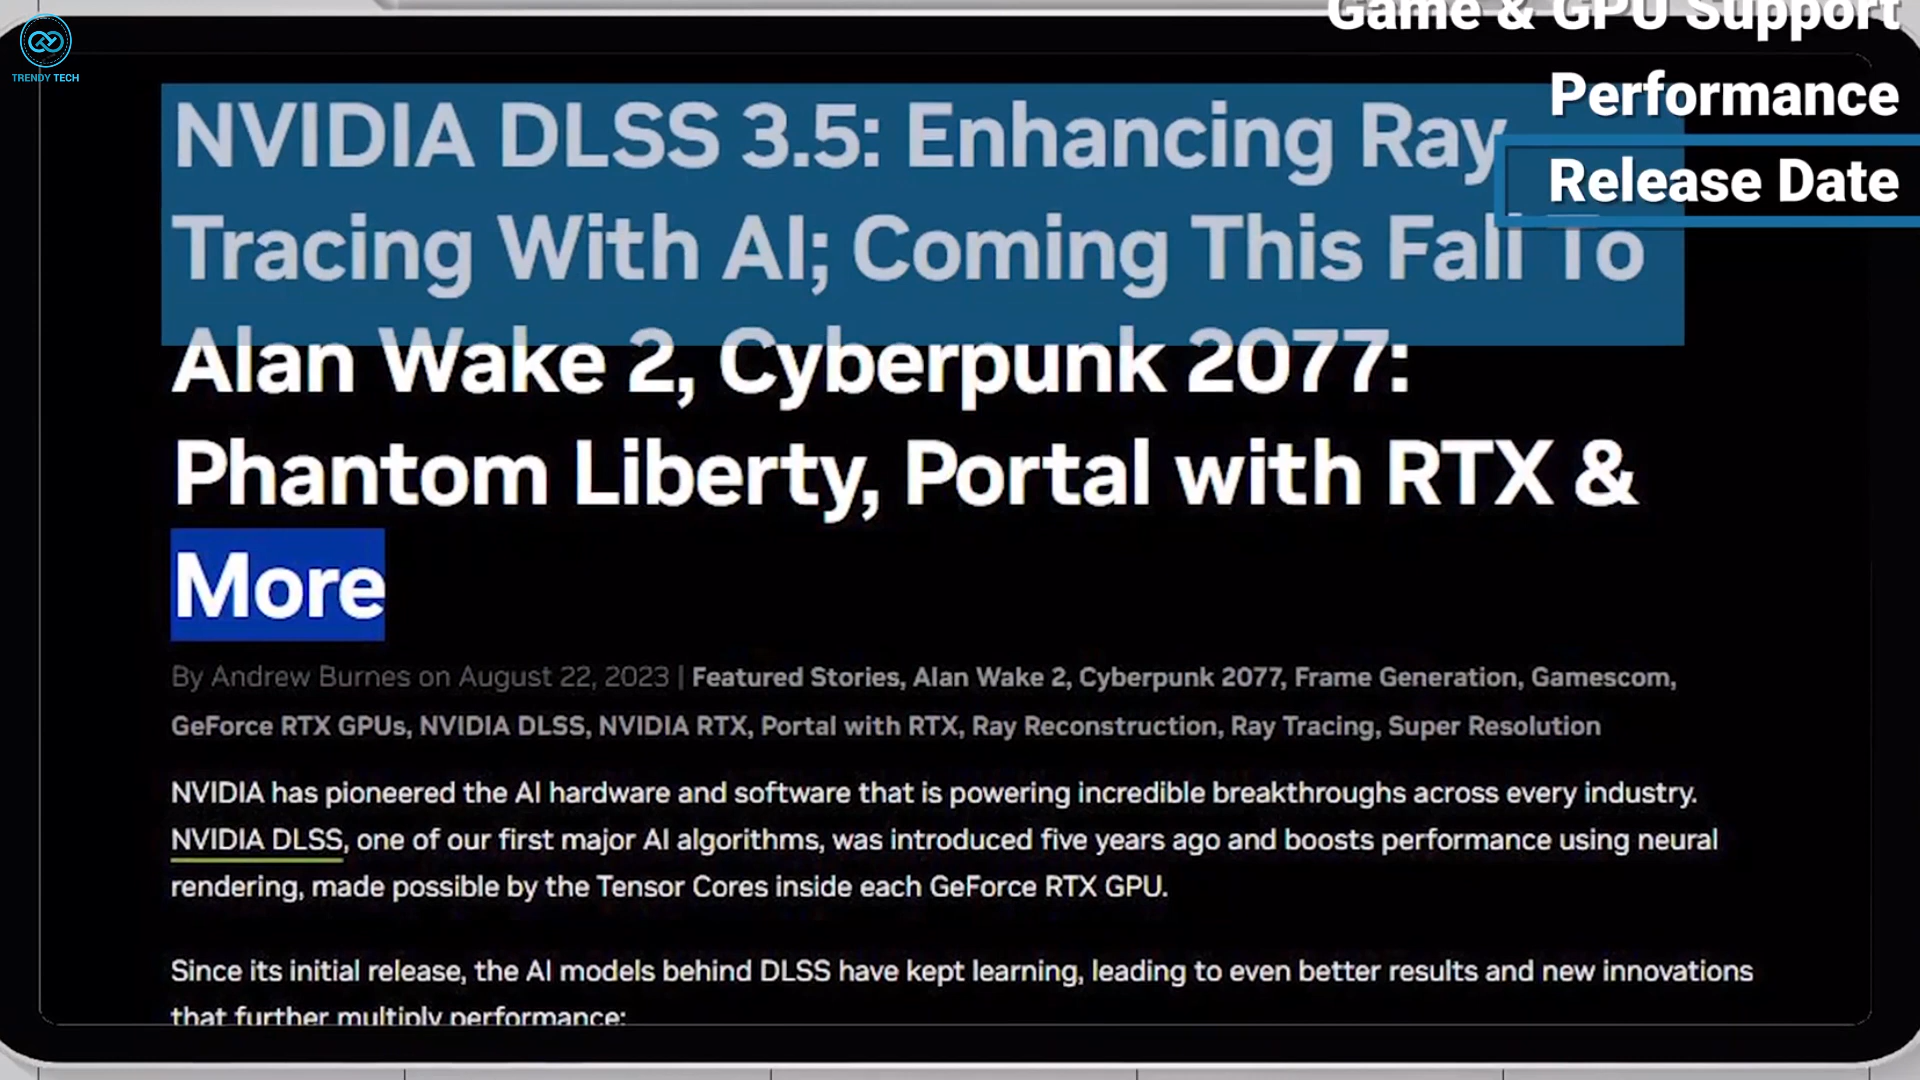 TRENDY TECH
Game & GPU Support
Performance
Release Date
NVIDIA DLSS 3.5: Enhancing Ray
Tracing With AI; Coming This Fall To
Alan Wake 2, Cyberpunk 2077:
Phantom Liberty, Portal with RTX &
More
By Andrew Burnes on August 22, 2023 | Featured Stories, Alan Wake 2, Cyberpunk 2077, Frame Generation, Gamescom,
GeForce RTX GPUs, NVIDIA DLSS, NVIDIA RTX, Portal with RTX, Ray Reconstruction, Ray Tracing, Super Resolution
NVIDIA has pioneered the AI hardware and software that is powering incredible breakthroughs across every industry.
NVIDIA DLSS, one of our first major AI algorithms, was introduced five years ago and boosts performance using neural
rendering, made possible by the Tensor Cores inside each GeForce RTX GPU.
Since its initial release, the AI models behind DLSS have kept learning, leading to even better results and new innovations
that further multiply performance: